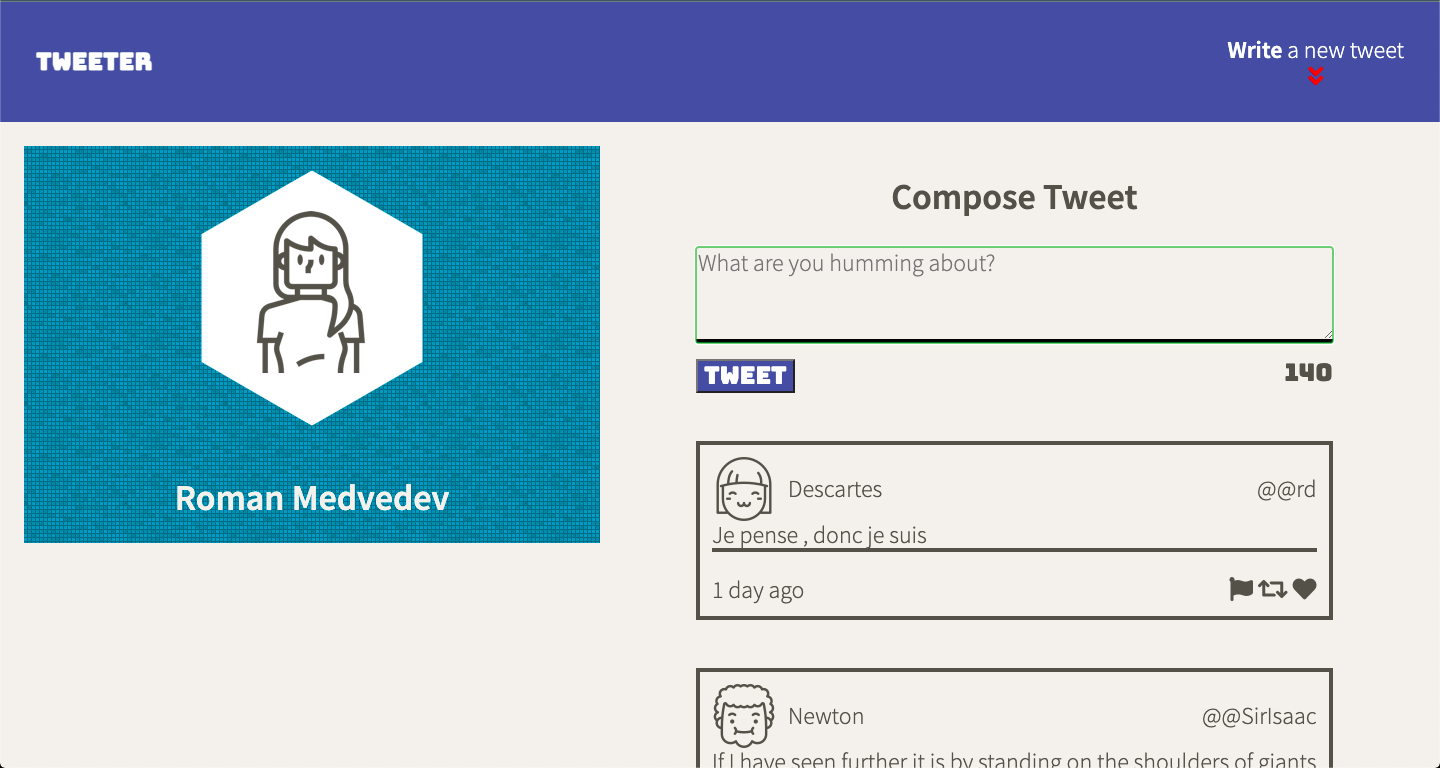 TWEETER
Write a new tweet
Roman Medvedev
Compose Tweet
What are you humming about?
TWEET
140
Descartes
@@rd
Je pense , donc je suis
1 day ago
Newton
@@SirIsaac
If I have seen further it is by standing on the shoulders of giants